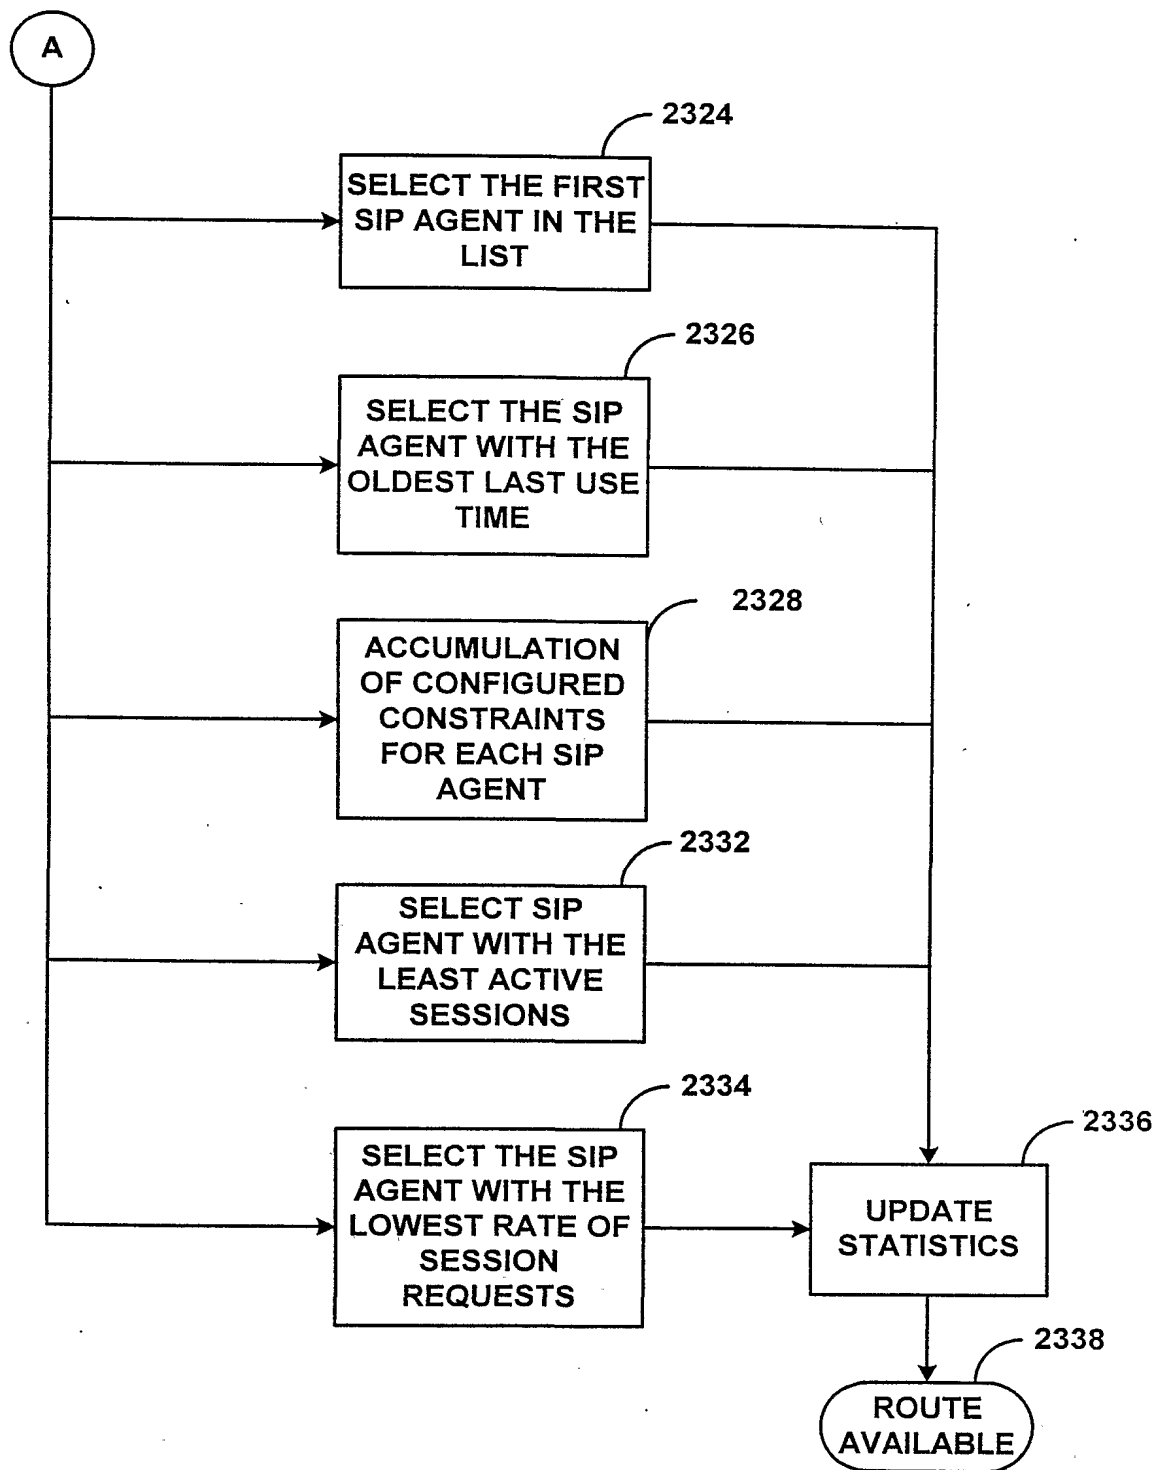 A
2324
SELECT THE FIRST
SIP AGENT IN THE
LIST
2326
SELECT THE SIP
AGENT WITH THE
OLDEST LAST USE
TIME
2328
ACCUMULATION
OF CONFIGURED
CONSTRAINTS
FOR EACH SIP
AGENT
2332
SELECT SIP
AGENT WITH THE
LEAST ACTIVE
SESSIONS
2334
SELECT THE SIP
AGENT WITH THE
LOWEST RATE OF
SESSION
REQUESTS
2336
UPDATE
STATISTICS
2338
ROUTE
AVAILABLE